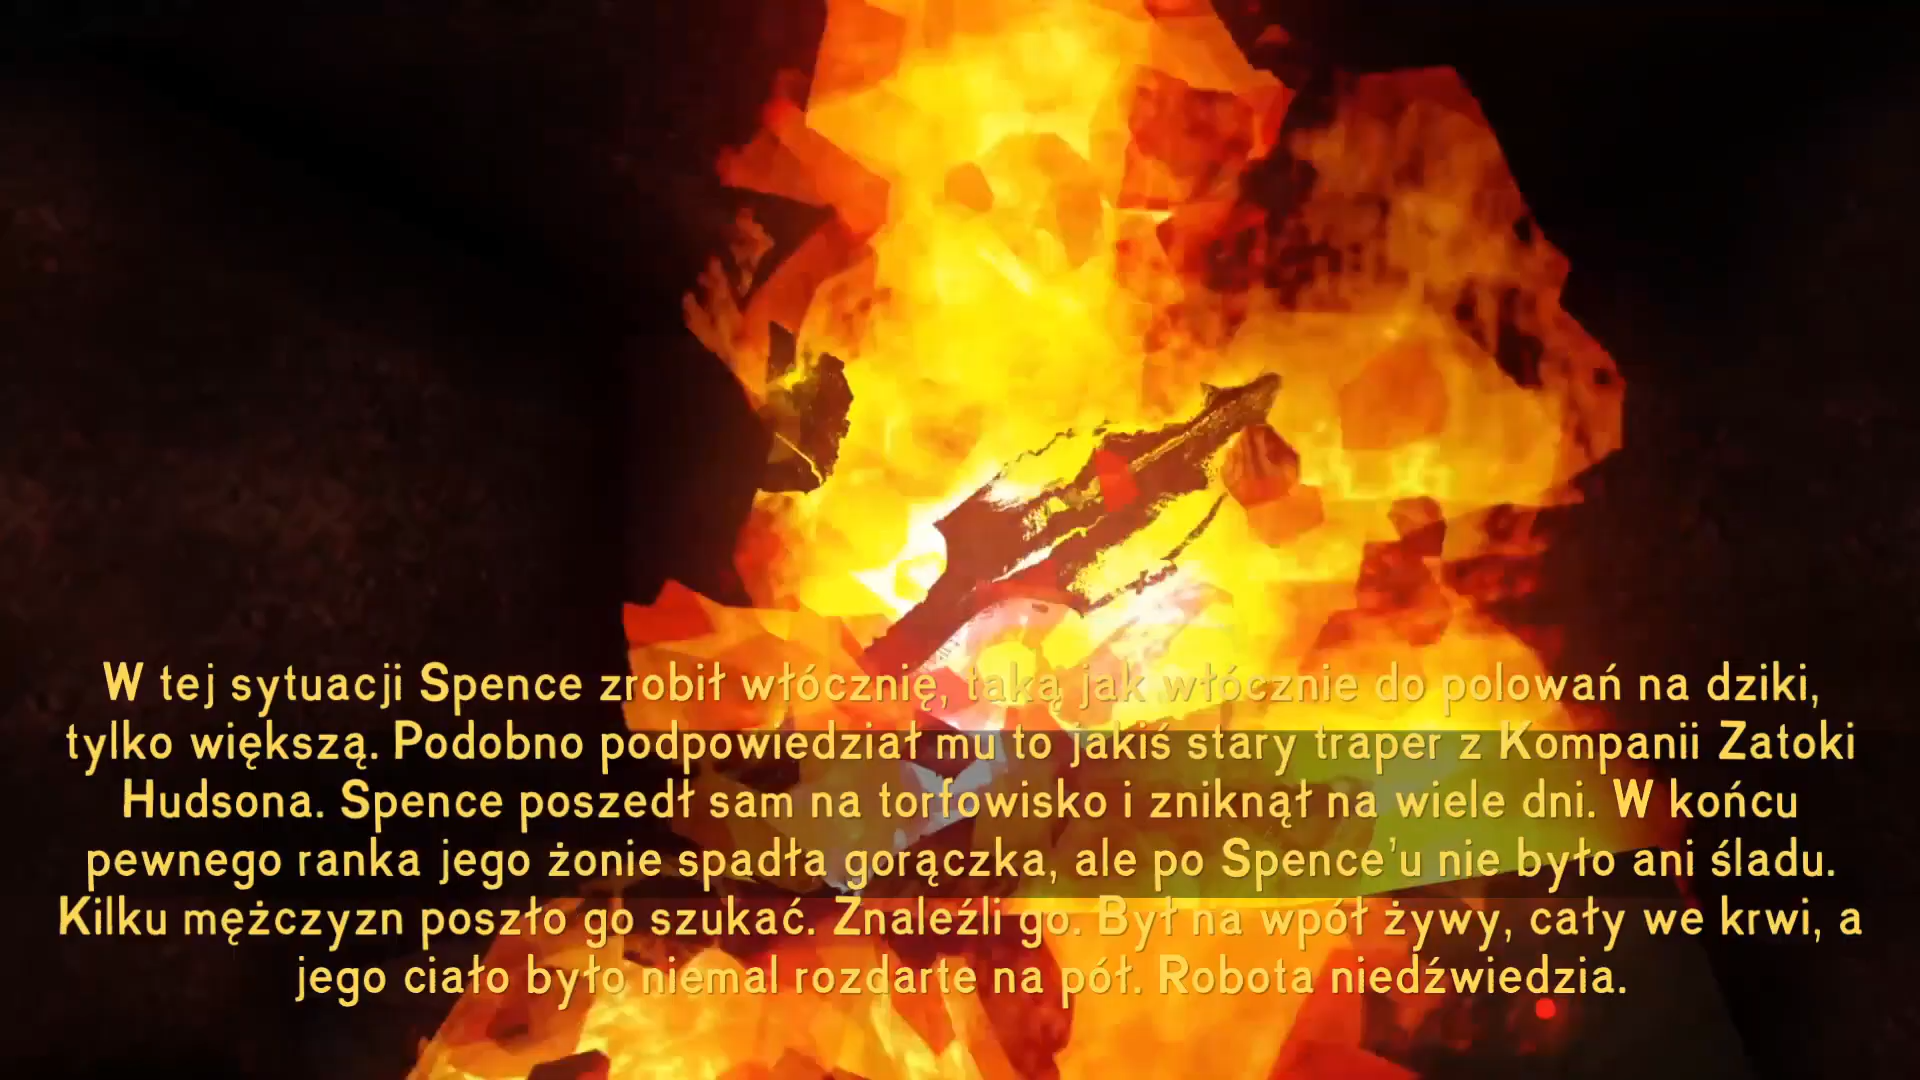 W tej sytuacji Spence zrobił włócznię, taką jak włócznie do polowań na dziki,
tylko większą. Podobno podpowiedział mu to jakiś stary traper z Kompanii Zatoki
Hudsona. Spence poszedł sam na torfowisko i zniknął na wiele dni. W końcu
pewnego ranka jego żonie spadła gorączka, ale po Spence'u nie było ani śladu.
Kilku mężczyzn poszło go szukać. Znaleźli go. Był na wpół żywy, cały we krwi, a
jego ciało było niemal rozdarte na pół. Robota niedźwiedzia.